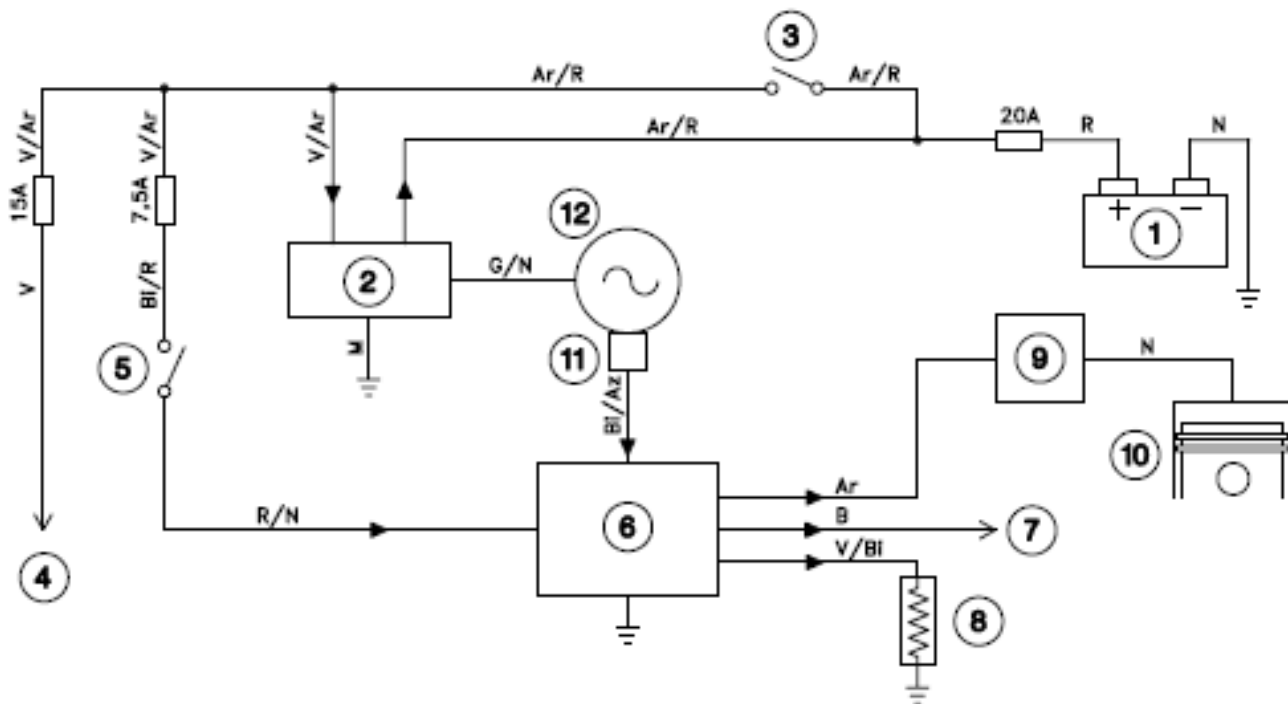 3
Ar/R
Ar/R
20A
R
N
V/Ar
V/Ar
V/Ar
Ar/R
15A
7,5A
12
+
−
1
2
G/N
V
Bl/R
M
11
9
N
5
Bl/Az
10
Ar
R/N
6
B
7
V/Bl
4
8